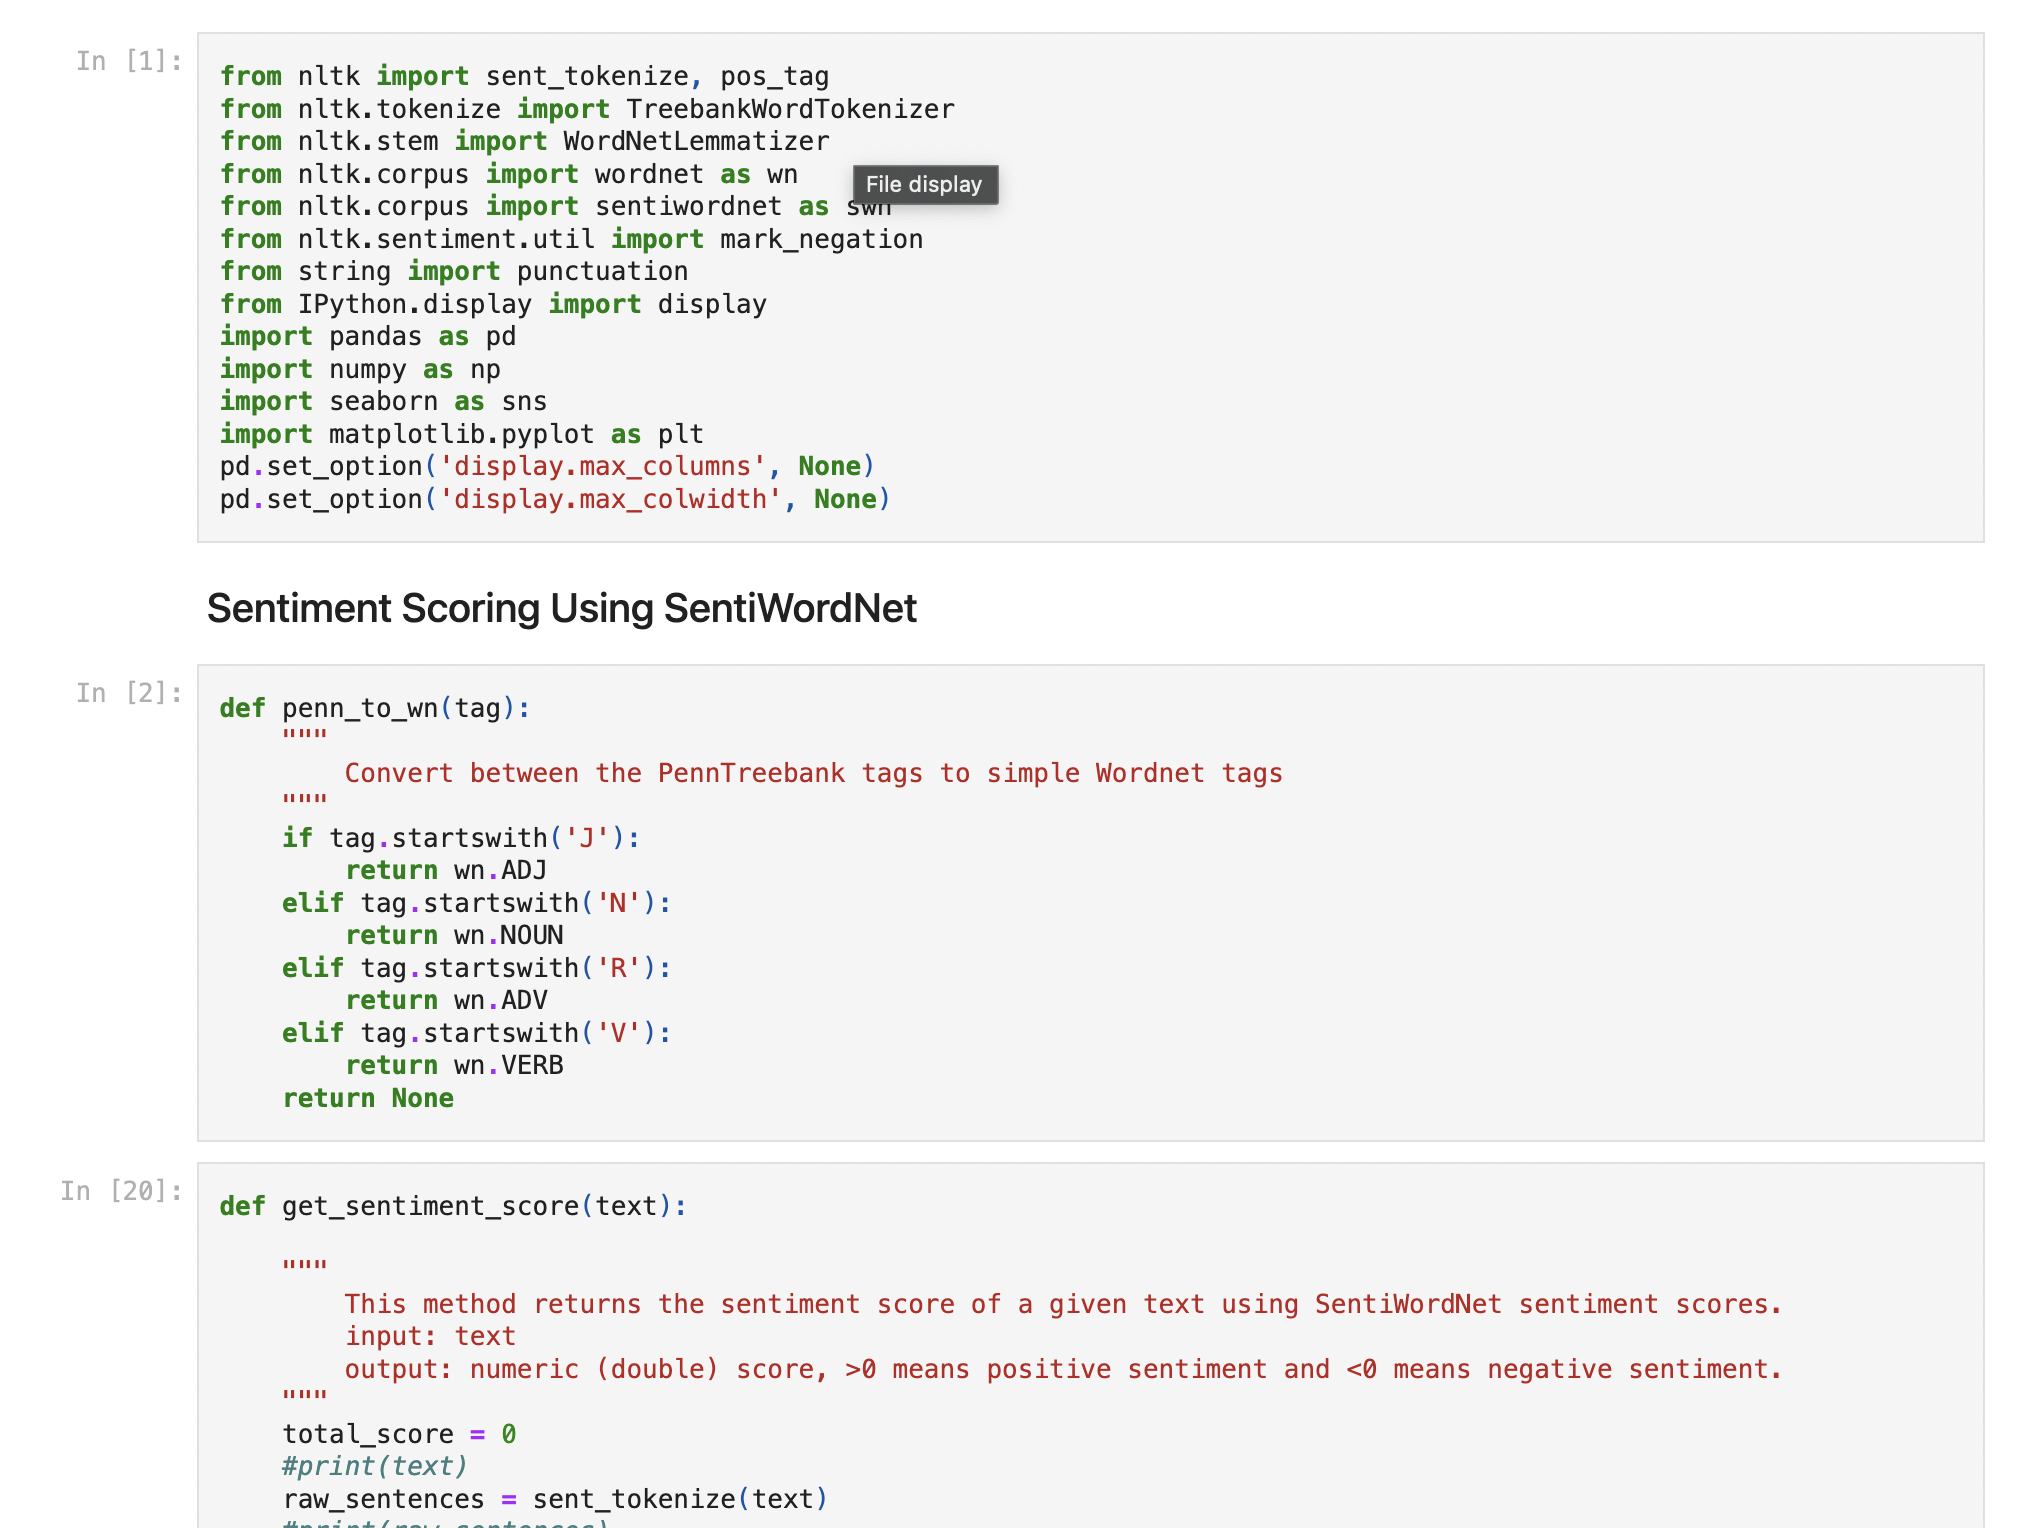 In [1]:
from nltk import sent_tokenize, pos_tag
from nltk.tokenize import TreebankWordTokenizer
from nltk.stem import WordNetLemmatizer
from nltk.corpus import wordnet as wn
File display
from nltk.corpus import sentiwordnet as swn
from nltk.sentiment.util import mark_negation
from string import punctuation
from IPython.display import display
import pandas as pd
import numpy as np
import seaborn as sns
import matplotlib.pyplot as plt
pd.set_option('display.max_columns', None)
pd.set_option('display.max_colwidth', None)
Sentiment Scoring Using SentiWordNet
In [2]:
def penn_to_wn(tag):
    """
        Convert between the PennTreebank tags to simple Wordnet tags
    """
    if tag.startswith('J'):
        return wn.ADJ
    elif tag.startswith('N'):
        return wn.NOUN
    elif tag.startswith('R'):
        return wn.ADV
    elif tag.startswith('V'):
        return wn.VERB
    return None
In [20]:
def get_sentiment_score(text):
    """
        This method returns the sentiment score of a given text using SentiWordNet sentiment scores.
        input: text
        output: numeric (double) score, >0 means positive sentiment and <0 means negative sentiment.
    """
    total_score = 0
    #print(text)
    raw_sentences = sent_tokenize(text)
    #print(raw_sentences)